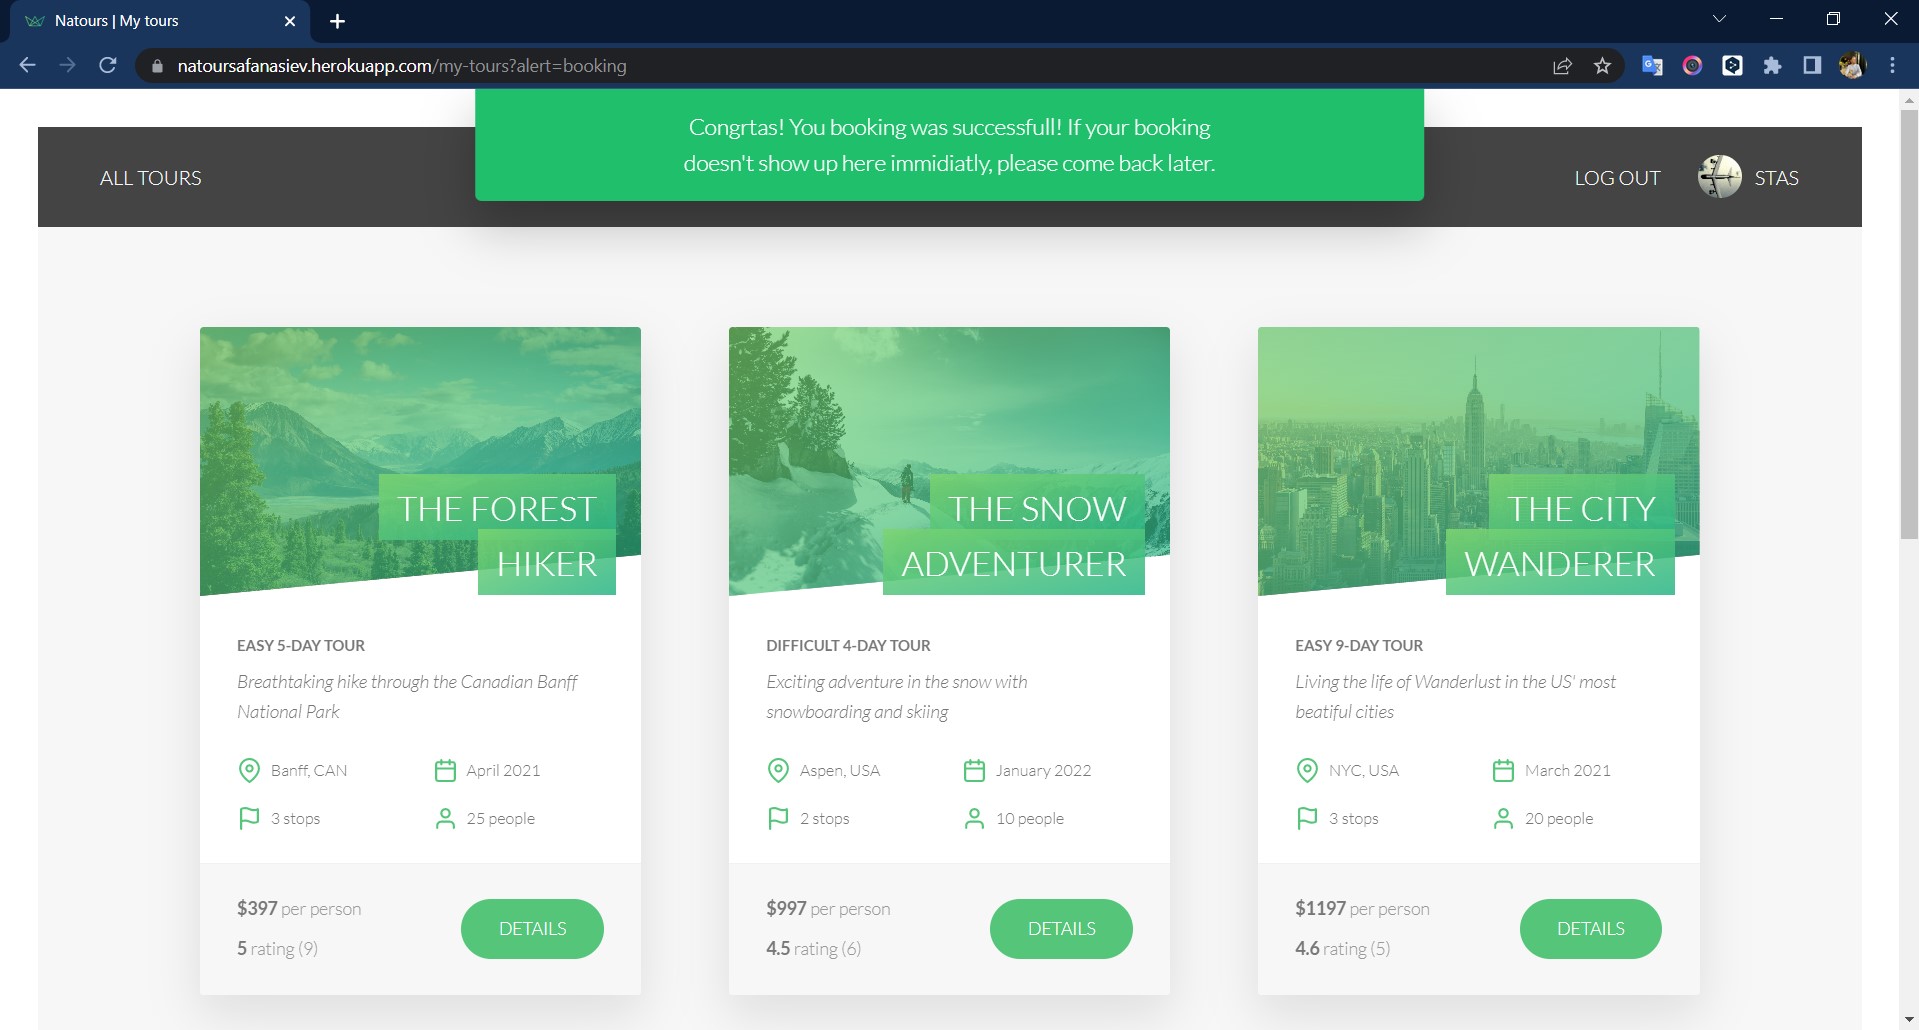 Natours | My tours
natoursafanasiev.herokuapp.com/my-tours?alert=booking
Congrtas! You booking was successfull! If your booking
doesn't show up here immidiatly, please come back later.
ALL TOURS
LOG OUT
STAS
THE FOREST
HIKER
EASY 5-DAY TOUR
Breathtaking hike through the Canadian Banff
National Park
Banff, CAN
April 2021
3 stops
25 people
$397 per person
5 rating (9)
DETAILS
THE SNOW
ADVENTURER
DIFFICULT 4-DAY TOUR
Exciting adventure in the snow with
snowboarding and skiing
Aspen, USA
January 2022
2 stops
10 people
$997 per person
4.5 rating (6)
DETAILS
THE CITY
WANDERER
EASY 9-DAY TOUR
Living the life of Wanderlust in the US' most
beatiful cities
NYC, USA
March 2021
3 stops
20 people
$1197 per person
4.6 rating (5)
DETAILS